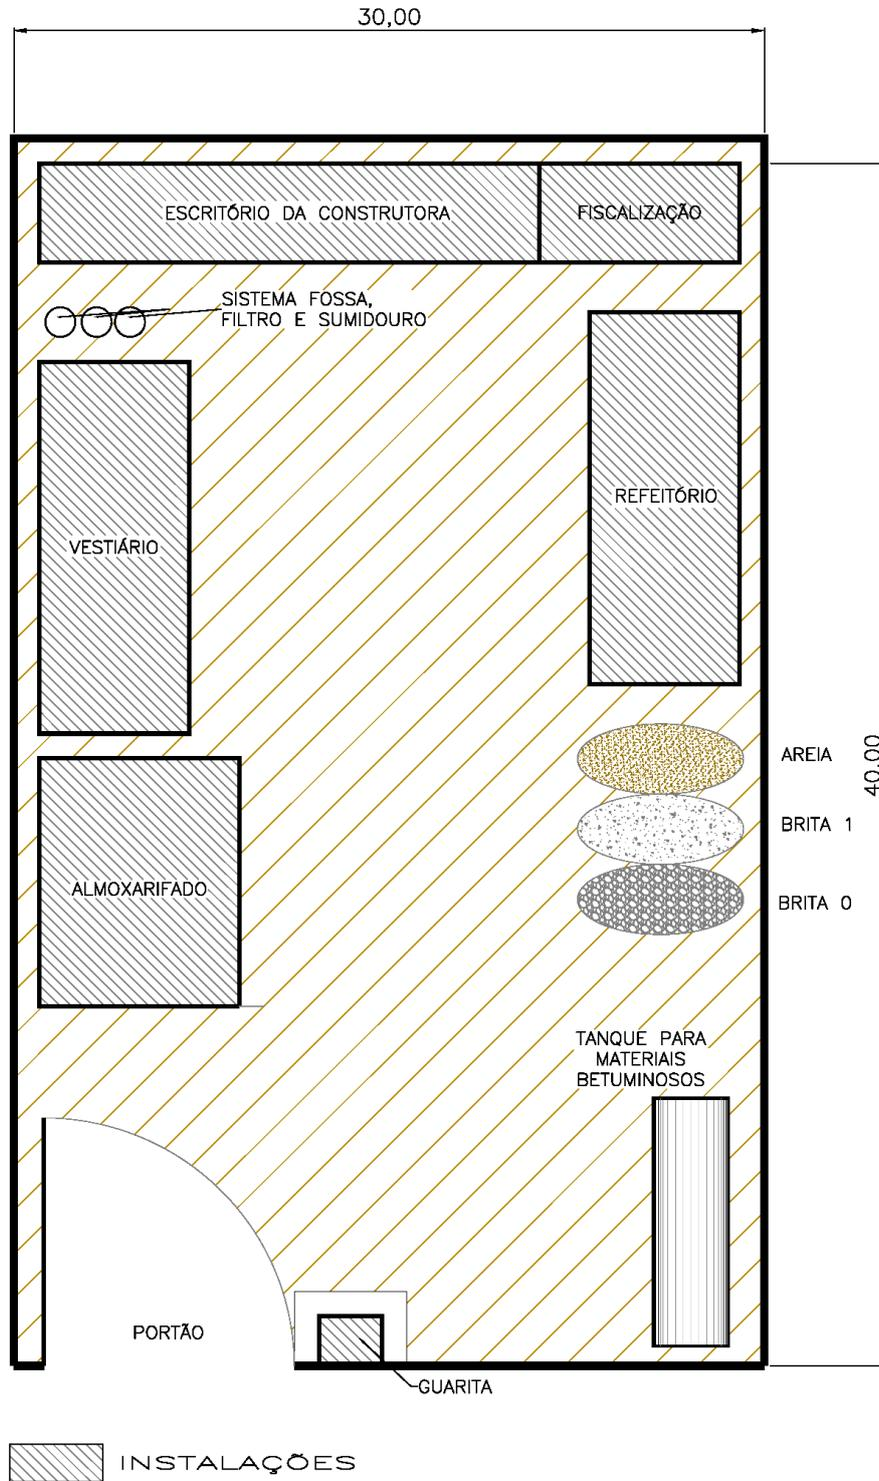 30,00
ESCRITÓRIO DA CONSTRUTORA
FISCALIZAÇÃO
SISTEMA FOSSA,
FILTRO E SUMIDOURO
REFEITÓRIO
VESTIÁRIO
AREIA
40,00
BRITA 1
ALMOXARIFADO
BRITA 0
TANQUE PARA
MATERIAIS
BETUMINOSOS
PORTÃO
GUARITA
INSTALAÇÕES